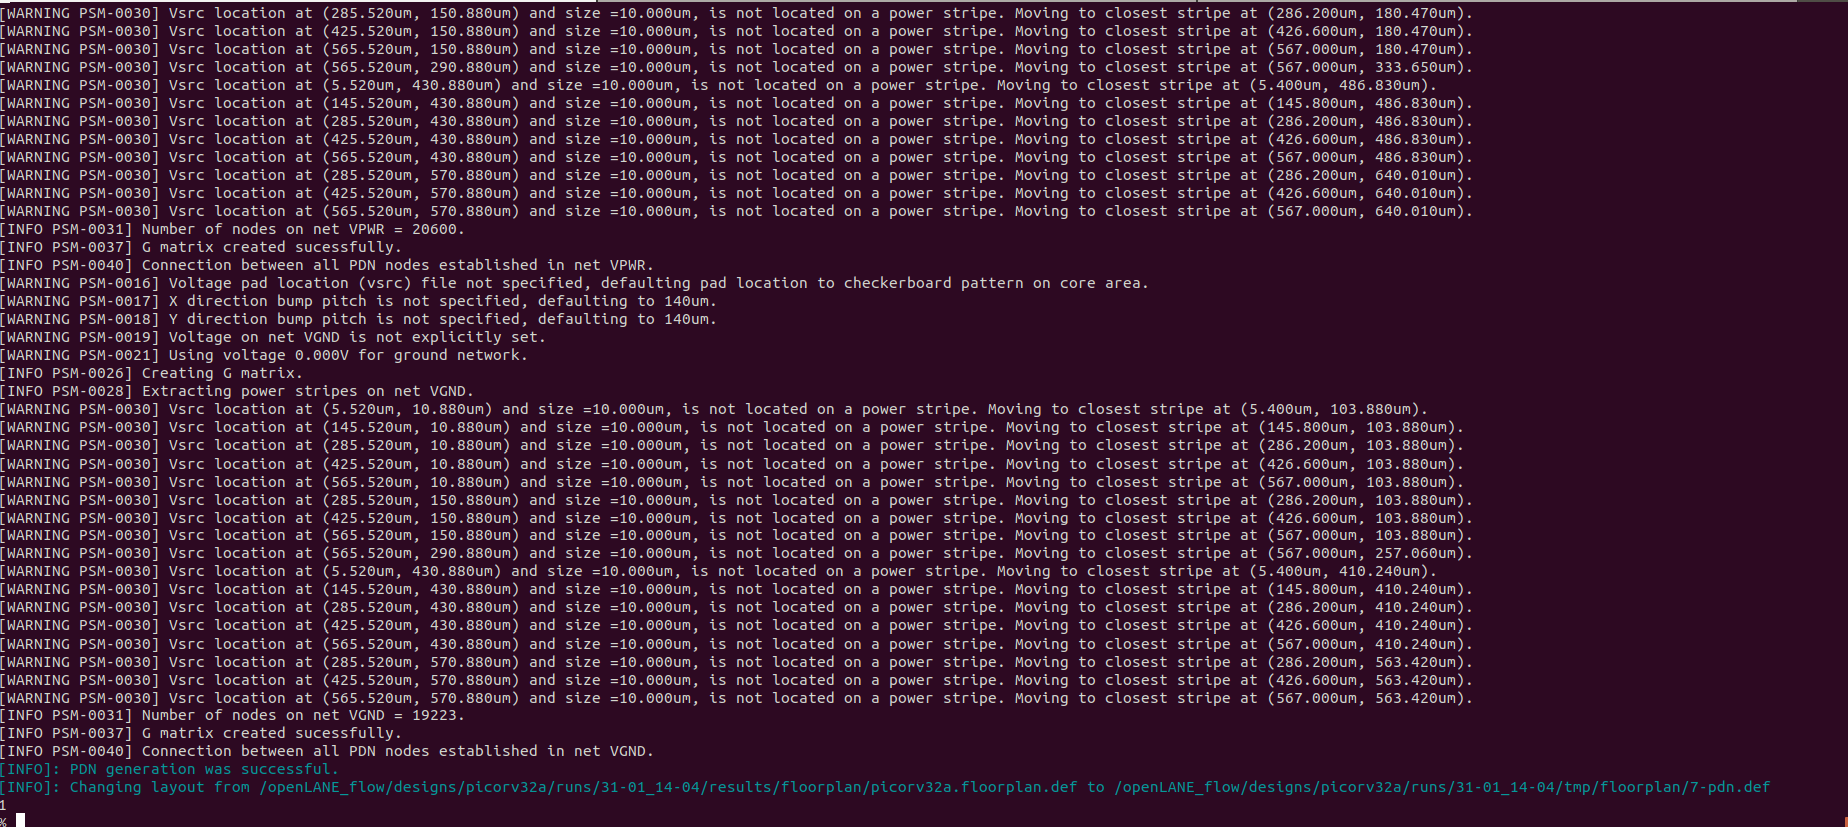 [WARNING PSM-0030] Vsrc location at (285.520um, 150.880um) and size =10.000um, is not located on a power stripe. Moving to closest stripe at (286.200um, 180.470um).
[WARNING PSM-0030] Vsrc location at (425.520um, 150.880um) and size =10.000um, is not located on a power stripe. Moving to closest stripe at (426.600um, 180.470um).
[WARNING PSM-0030] Vsrc location at (565.520um, 150.880um) and size =10.000um, is not located on a power stripe. Moving to closest stripe at (567.000um, 180.470um).
[WARNING PSM-0030] Vsrc location at (565.520um, 290.880um) and size =10.000um, is not located on a power stripe. Moving to closest stripe at (567.000um, 333.650um).
[WARNING PSM-0030] Vsrc location at (5.520um, 430.880um) and size =10.000um, is not located on a power stripe. Moving to closest stripe at (5.400um, 486.830um).
[WARNING PSM-0030] Vsrc location at (145.520um, 430.880um) and size =10.000um, is not located on a power stripe. Moving to closest stripe at (145.800um, 486.830um).
[WARNING PSM-0030] Vsrc location at (285.520um, 430.880um) and size =10.000um, is not located on a power stripe. Moving to closest stripe at (286.200um, 486.830um).
[WARNING PSM-0030] Vsrc location at (425.520um, 430.880um) and size =10.000um, is not located on a power stripe. Moving to closest stripe at (426.600um, 486.830um).
[WARNING PSM-0030] Vsrc location at (565.520um, 430.880um) and size =10.000um, is not located on a power stripe. Moving to closest stripe at (567.000um, 486.830um).
[WARNING PSM-0030] Vsrc location at (285.520um, 570.880um) and size =10.000um, is not located on a power stripe. Moving to closest stripe at (286.200um, 640.010um).
[WARNING PSM-0030] Vsrc location at (425.520um, 570.880um) and size =10.000um, is not located on a power stripe. Moving to closest stripe at (426.600um, 640.010um).
[WARNING PSM-0030] Vsrc location at (565.520um, 570.880um) and size =10.000um, is not located on a power stripe. Moving to closest stripe at (567.000um, 640.010um).
[INFO PSM-0031] Number of nodes on net VPWR = 20600.
[INFO PSM-0037] G matrix created sucessfully.
[INFO PSM-0040] Connection between all PDN nodes established in net VPWR.
[WARNING PSM-0016] Voltage pad location (vsrc) file not specified, defaulting pad location to checkerboard pattern on core area.
[WARNING PSM-0017] X direction bump pitch is not specified, defaulting to 140um.
[WARNING PSM-0018] Y direction bump pitch is not specified, defaulting to 140um.
[WARNING PSM-0019] Voltage on net VGND is not explicitly set.
[WARNING PSM-0021] Using voltage 0.000V for ground network.
[INFO PSM-0026] Creating G matrix.
[INFO PSM-0028] Extracting power stripes on net VGND.
[WARNING PSM-0030] Vsrc location at (5.520um, 10.880um) and size =10.000um, is not located on a power stripe. Moving to closest stripe at (5.400um, 103.880um).
[WARNING PSM-0030] Vsrc location at (145.520um, 10.880um) and size =10.000um, is not located on a power stripe. Moving to closest stripe at (145.800um, 103.880um).
[WARNING PSM-0030] Vsrc location at (285.520um, 10.880um) and size =10.000um, is not located on a power stripe. Moving to closest stripe at (286.200um, 103.880um).
[WARNING PSM-0030] Vsrc location at (425.520um, 10.880um) and size =10.000um, is not located on a power stripe. Moving to closest stripe at (426.600um, 103.880um).
[WARNING PSM-0030] Vsrc location at (565.520um, 10.880um) and size =10.000um, is not located on a power stripe. Moving to closest stripe at (567.000um, 103.880um).
[WARNING PSM-0030] Vsrc location at (285.520um, 150.880um) and size =10.000um, is not located on a power stripe. Moving to closest stripe at (286.200um, 103.880um).
[WARNING PSM-0030] Vsrc location at (425.520um, 150.880um) and size =10.000um, is not located on a power stripe. Moving to closest stripe at (426.600um, 103.880um).
[WARNING PSM-0030] Vsrc location at (565.520um, 150.880um) and size =10.000um, is not located on a power stripe. Moving to closest stripe at (567.000um, 103.880um).
[WARNING PSM-0030] Vsrc location at (565.520um, 290.880um) and size =10.000um, is not located on a power stripe. Moving to closest stripe at (567.000um, 257.060um).
[WARNING PSM-0030] Vsrc location at (5.520um, 430.880um) and size =10.000um, is not located on a power stripe. Moving to closest stripe at (5.400um, 410.240um).
[WARNING PSM-0030] Vsrc location at (145.520um, 430.880um) and size =10.000um, is not located on a power stripe. Moving to closest stripe at (145.800um, 410.240um).
[WARNING PSM-0030] Vsrc location at (285.520um, 430.880um) and size =10.000um, is not located on a power stripe. Moving to closest stripe at (286.200um, 410.240um).
[WARNING PSM-0030] Vsrc location at (425.520um, 430.880um) and size =10.000um, is not located on a power stripe. Moving to closest stripe at (426.600um, 410.240um).
[WARNING PSM-0030] Vsrc location at (565.520um, 430.880um) and size =10.000um, is not located on a power stripe. Moving to closest stripe at (567.000um, 410.240um).
[WARNING PSM-0030] Vsrc location at (285.520um, 570.880um) and size =10.000um, is not located on a power stripe. Moving to closest stripe at (286.200um, 563.420um).
[WARNING PSM-0030] Vsrc location at (425.520um, 570.880um) and size =10.000um, is not located on a power stripe. Moving to closest stripe at (426.600um, 563.420um).
[WARNING PSM-0030] Vsrc location at (565.520um, 570.880um) and size =10.000um, is not located on a power stripe. Moving to closest stripe at (567.000um, 563.420um).
[INFO PSM-0031] Number of nodes on net VGND = 19223.
[INFO PSM-0037] G matrix created sucessfully.
[INFO PSM-0040] Connection between all PDN nodes established in net VGND.
[INFO]: PDN generation was successful.
[INFO]: Changing layout from /openLANE_flow/designs/picorv32a/runs/31-01_14-04/results/floorplan/picorv32a.floorplan.def to /openLANE_flow/designs/picorv32a/runs/31-01_14-04/tmp/floorplan/7-pdn.def
1
%